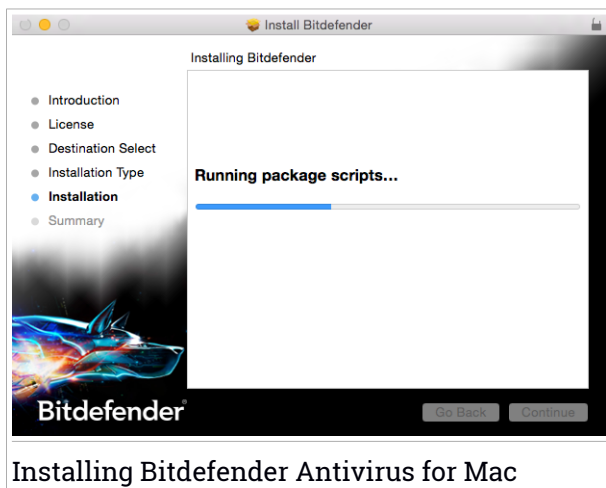 Install Bitdefender
Installing Bitdefender
Introduction
License
Destination Select
Installation Type
Installation
Summary
Running package scripts...
Bitdefender®
Go Back
Continue
Installing Bitdefender Antivirus for Mac